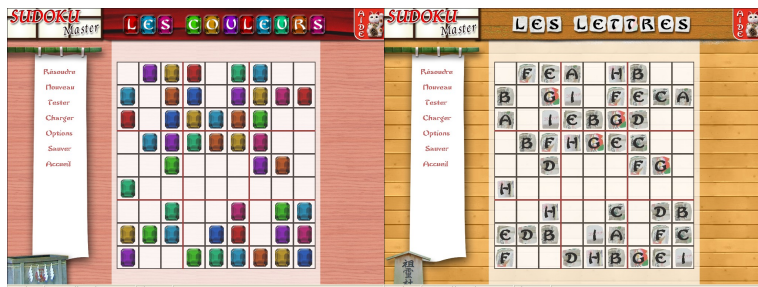 SUDOKU
Master
LES COULEURS
AIDE
Résoudre
Nouveau
Tester
Charger
Options
Sauver
Accueil
SUDOKU
Master
LES LETTRES
AIDE
Résoudre
Nouveau
Tester
Charger
Options
Sauver
Accueil
F E A H B
B G I F E C A
A I E B G D
B F H G E C
D F G
H
H C D B
E D B I A F C
F D H B G E I